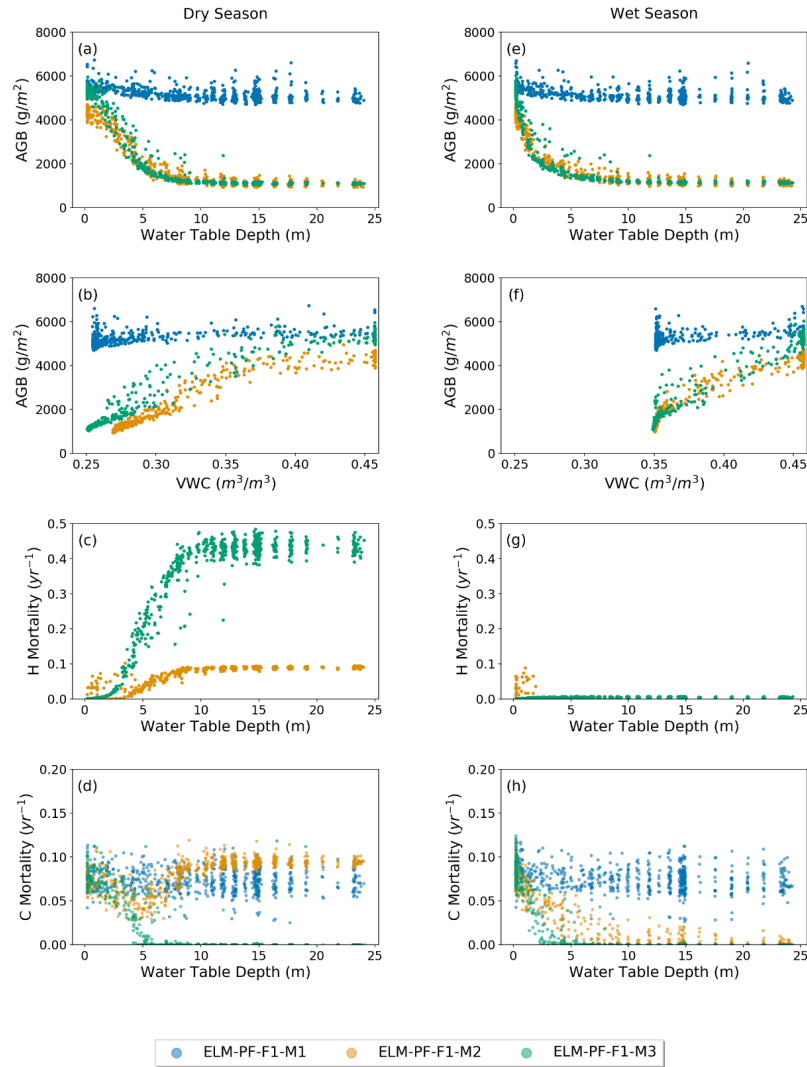 Dry Season
Wet Season
(a)
AGB (g/m²)
8000
6000
4000
2000
0
0 5 10 15 20 25
Water Table Depth (m)
(e)
AGB (g/m²)
8000
6000
4000
2000
0
0 5 10 15 20 25
Water Table Depth (m)
(b)
AGB (g/m²)
8000
6000
4000
2000
0
0.25 0.30 0.35 0.40 0.45
VWC (m³/m³)
(f)
AGB (g/m²)
8000
6000
4000
2000
0
0.25 0.30 0.35 0.40 0.45
VWC (m³/m³)
(c)
H Mortality (yr⁻¹)
0.5
0.4
0.3
0.2
0.1
0.0
0 5 10 15 20 25
Water Table Depth (m)
(g)
H Mortality (yr⁻¹)
0.5
0.4
0.3
0.2
0.1
0.0
0 5 10 15 20 25
Water Table Depth (m)
(d)
C Mortality (yr⁻¹)
0.20
0.15
0.10
0.05
0.00
0 5 10 15 20 25
Water Table Depth (m)
(h)
C Mortality (yr⁻¹)
0.20
0.15
0.10
0.05
0.00
0 5 10 15 20 25
Water Table Depth (m)
ELM-PF-F1-M1 ELM-PF-F1-M2 ELM-PF-F1-M3